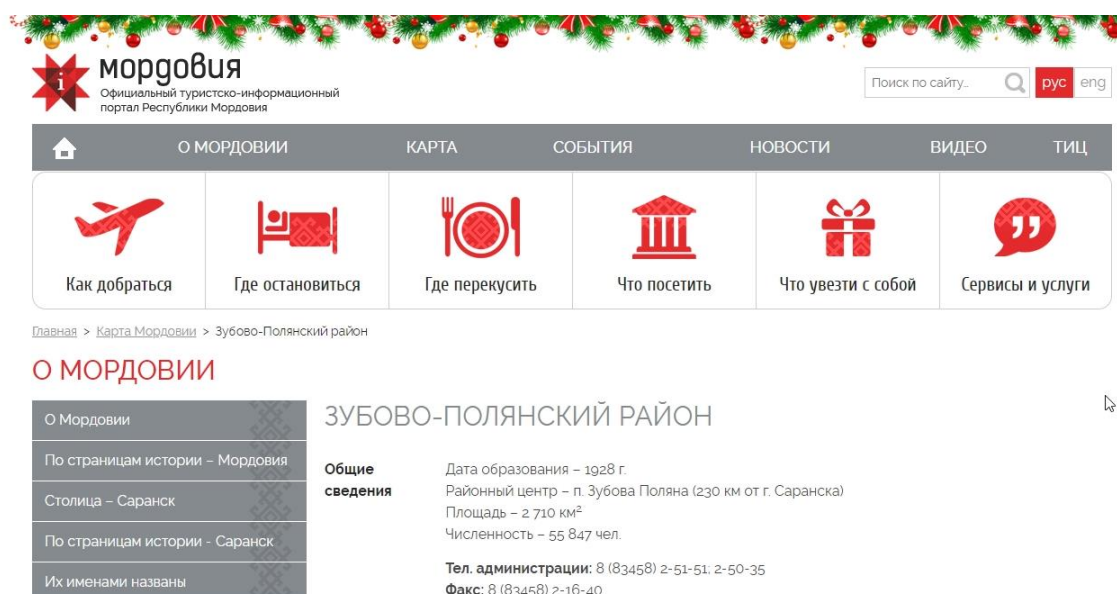 мордовия
Официальный туристско-информационный
портал Республики Мордовия
Поиск по сайту..
рус eng
О МОРДОВИИ КАРТА СОБЫТИЯ НОВОСТИ ВИДЕО ТИЦ
Как добраться Где остановиться Где перекусить Что посетить Что увезти с собой Сервисы и услуги
Главная > Карта Мордовии > Зубово-Полянский район
О МОРДОВИИ
О Мордовии
По страницам истории – Мордовия
Столица – Саранск
По страницам истории - Саранск
Их именами названы
ЗУБОВО-ПОЛЯНСКИЙ РАЙОН
Общие
сведения
Дата образования – 1928 г.
Районный центр – п. Зубова Поляна (230 км от г. Саранска)
Площадь – 2 710 км²
Численность – 55 847 чел.
Тел. администрации: 8 (83458) 2-51-51; 2-50-35
Факс: 8 (83458) 2-16-40